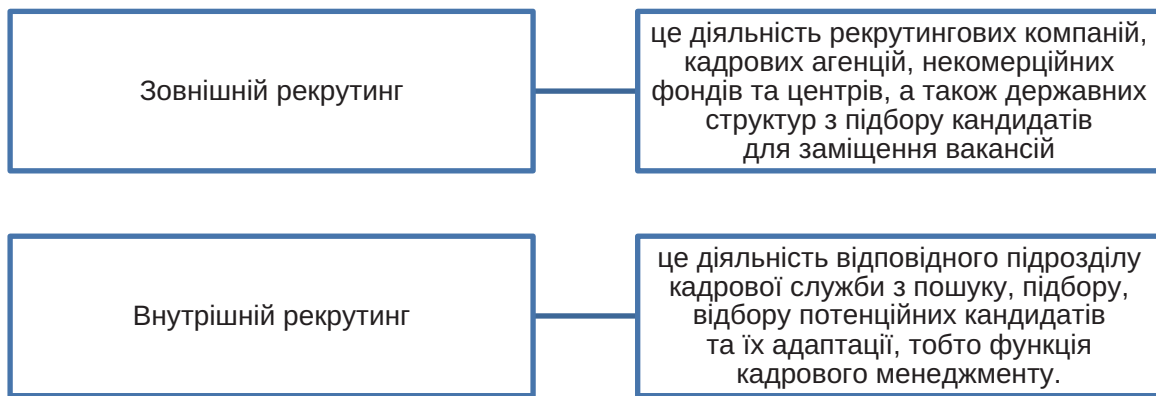 Зовнішній рекрутинг
це діяльність рекрутингових компаній,
кадрових агенцій, некомерційних
фондів та центрів, а також державних
структур з підбору кандидатів
для заміщення вакансій
Внутрішній рекрутинг
це діяльність відповідного підрозділу
кадрової служби з пошуку, підбору,
відбору потенційних кандидатів
та їх адаптації, тобто функція
кадрового менеджменту.